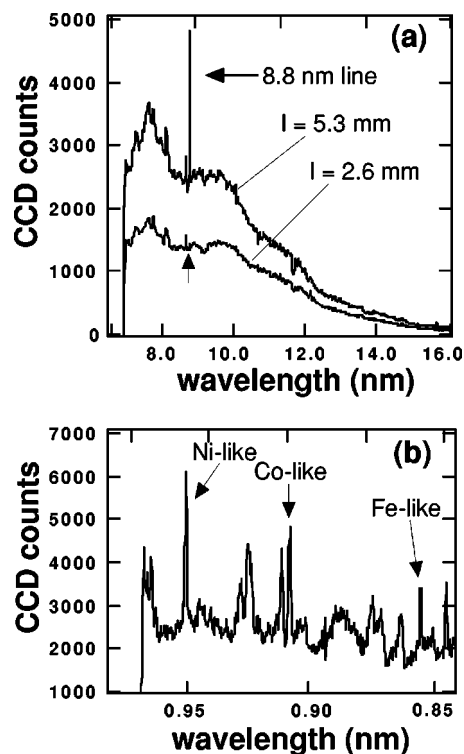 (a)
8.8 nm line
l = 5.3 mm
l = 2.6 mm
CCD counts
5000
4000
3000
2000
1000
0
8.0 10.0 12.0 14.0 16.0
wavelength (nm)
(b)
Ni-like
Co-like
Fe-like
CCD counts
7000
6000
5000
4000
3000
2000
1000
0.95 0.90 0.85
wavelength (nm)